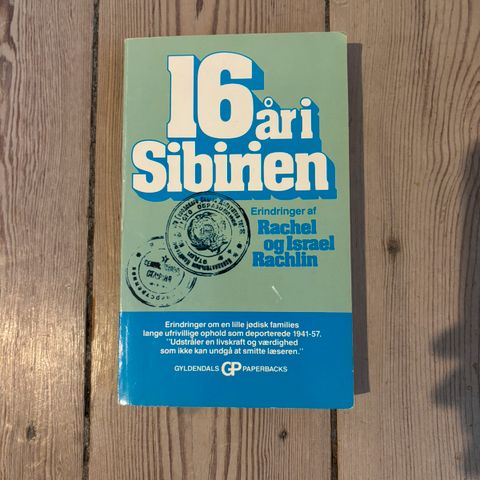 16
år i
Sibirien
Erindringer af
Rachel
og Israel
Rachlin
Erindringer om en lille jødisk families
lange ufrivillige ophold som deporterede 1941-57.
"Udstråler en livskraft og værdighed
som ikke kan undgå at smitte læseren."
GYLDENDALS GP PAPERBACKS